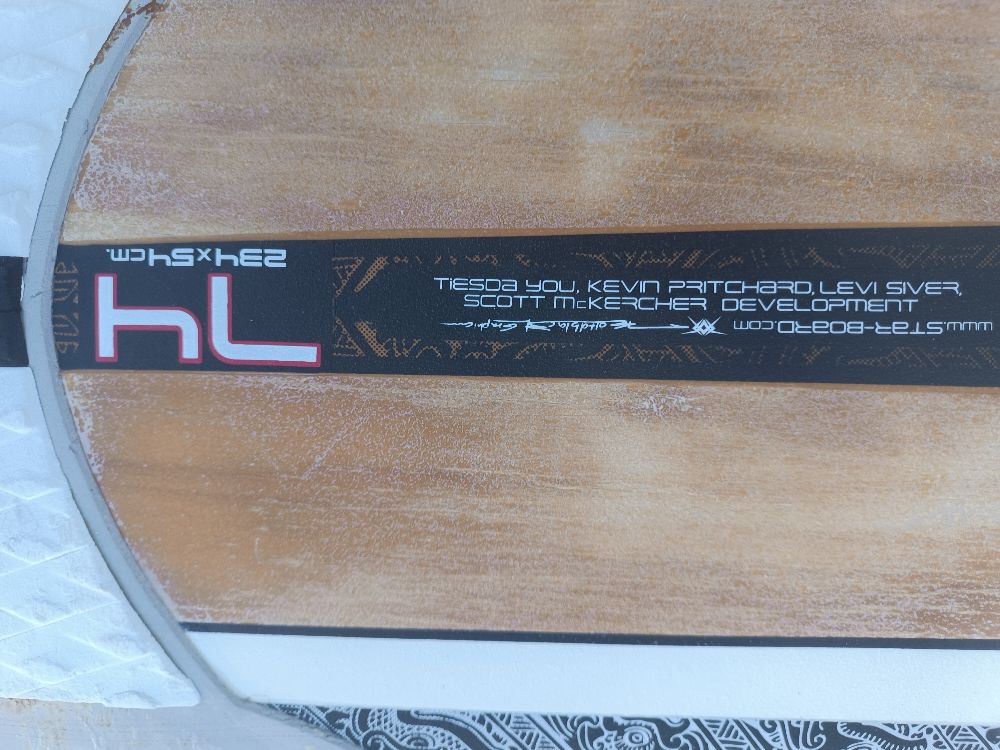 234x54cm.
74
Tiesda You, Kevin Pritchard, Levi Siver,
Scott McKercher Development
www.star-board.com